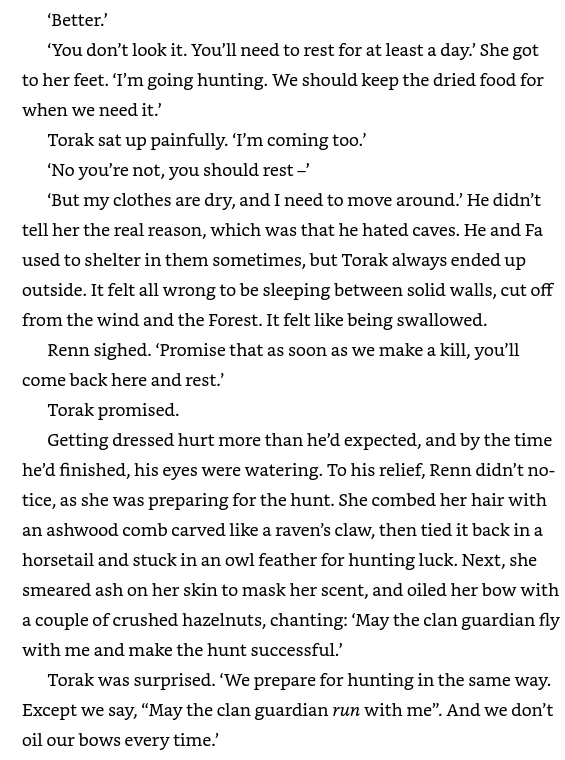 ‘Better.’
‘You don’t look it. You’ll need to rest for at least a day.’ She got
to her feet. ‘I’m going hunting. We should keep the dried food for
when we need it.’
Torak sat up painfully. ‘I’m coming too.’
‘No you’re not, you should rest –’
‘But my clothes are dry, and I need to move around.’ He didn’t
tell her the real reason, which was that he hated caves. He and Fa
used to shelter in them sometimes, but Torak always ended up
outside. It felt all wrong to be sleeping between solid walls, cut off
from the wind and the Forest. It felt like being swallowed.
Renn sighed. ‘Promise that as soon as we make a kill, you’ll
come back here and rest.’
Torak promised.
Getting dressed hurt more than he’d expected, and by the time
he’d finished, his eyes were watering. To his relief, Renn didn’t no-
tice, as she was preparing for the hunt. She combed her hair with
an ashwood comb carved like a raven’s claw, then tied it back in a
horsetail and stuck in an owl feather for hunting luck. Next, she
smeared ash on her skin to mask her scent, and oiled her bow with
a couple of crushed hazelnuts, chanting: ‘May the clan guardian fly
with me and make the hunt successful.’
Torak was surprised. ‘We prepare for hunting in the same way.
Except we say, “May the clan guardian run with me”. And we don’t
oil our bows every time.’